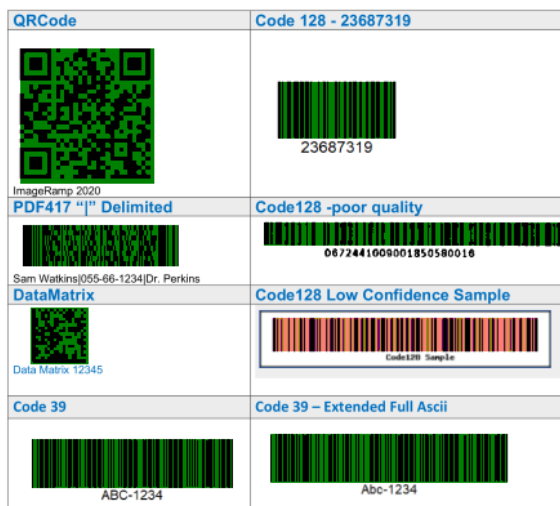 QRCode
Code 128 - 23687319
23687319
ImageRamp 2020
PDF417 “|” Delimited
Code128 -poor quality
Sam Watkins|055-66-1234|Dr. Perkins
0672441009001850580016
DataMatrix
Code128 Low Confidence Sample
Data Matrix 12345
Code128 Sample
Code 39
Code 39 – Extended Full Ascii
ABC-1234
Abc-1234